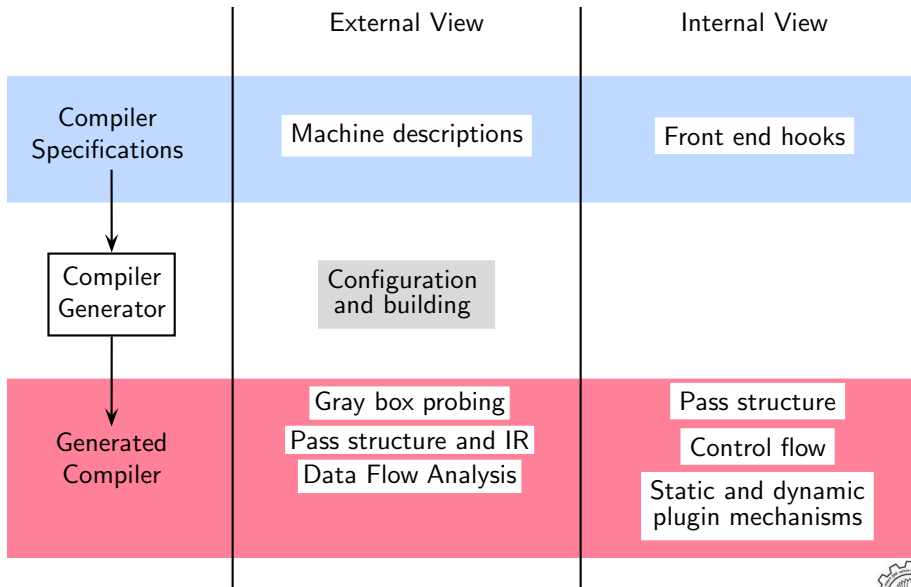 External View
Internal View
Compiler
Specifications
Machine descriptions
Front end hooks
Compiler
Generator
Configuration
and building
Generated
Compiler
Gray box probing
Pass structure and IR
Data Flow Analysis
Pass structure
Control flow
Static and dynamic
plugin mechanisms